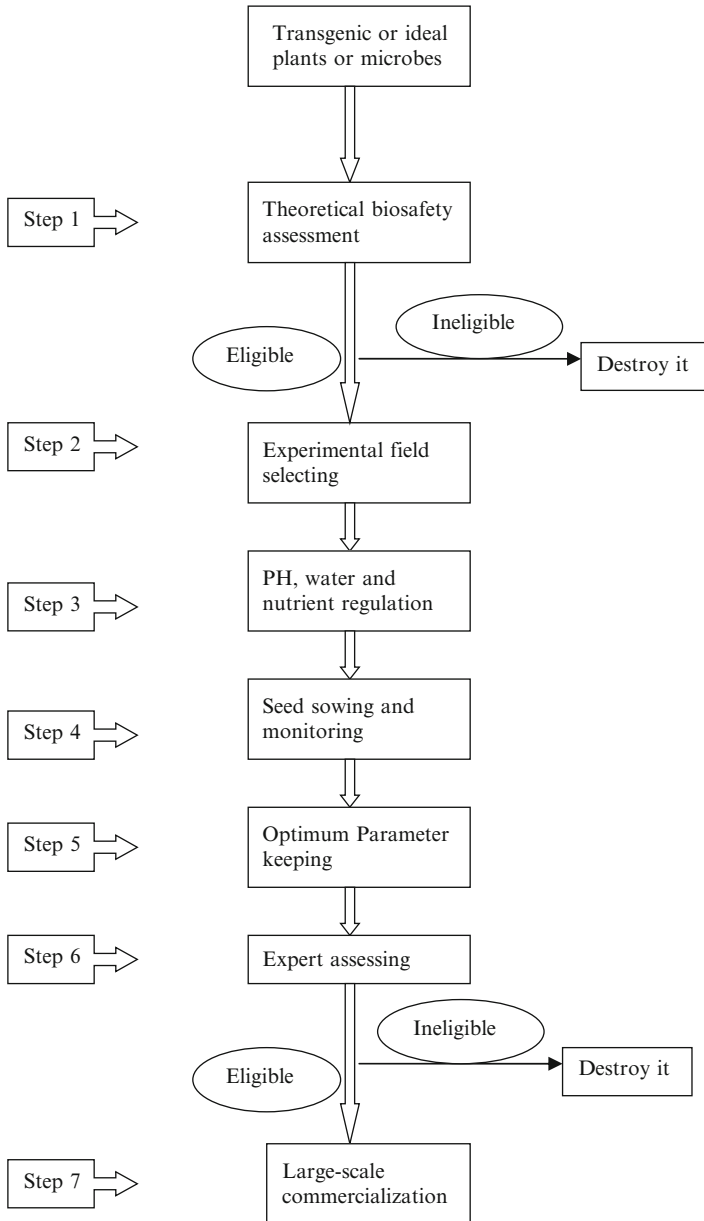 Transgenic or ideal
plants or microbes
Step 1
Theoretical biosafety
assessment
Ineligible
Eligible
Destroy it
Step 2
Experimental field
selecting
Step 3
PH, water and
nutrient regulation
Step 4
Seed sowing and
monitoring
Step 5
Optimum Parameter
keeping
Step 6
Expert assessing
Ineligible
Eligible
Destroy it
Step 7
Large-scale
commercialization